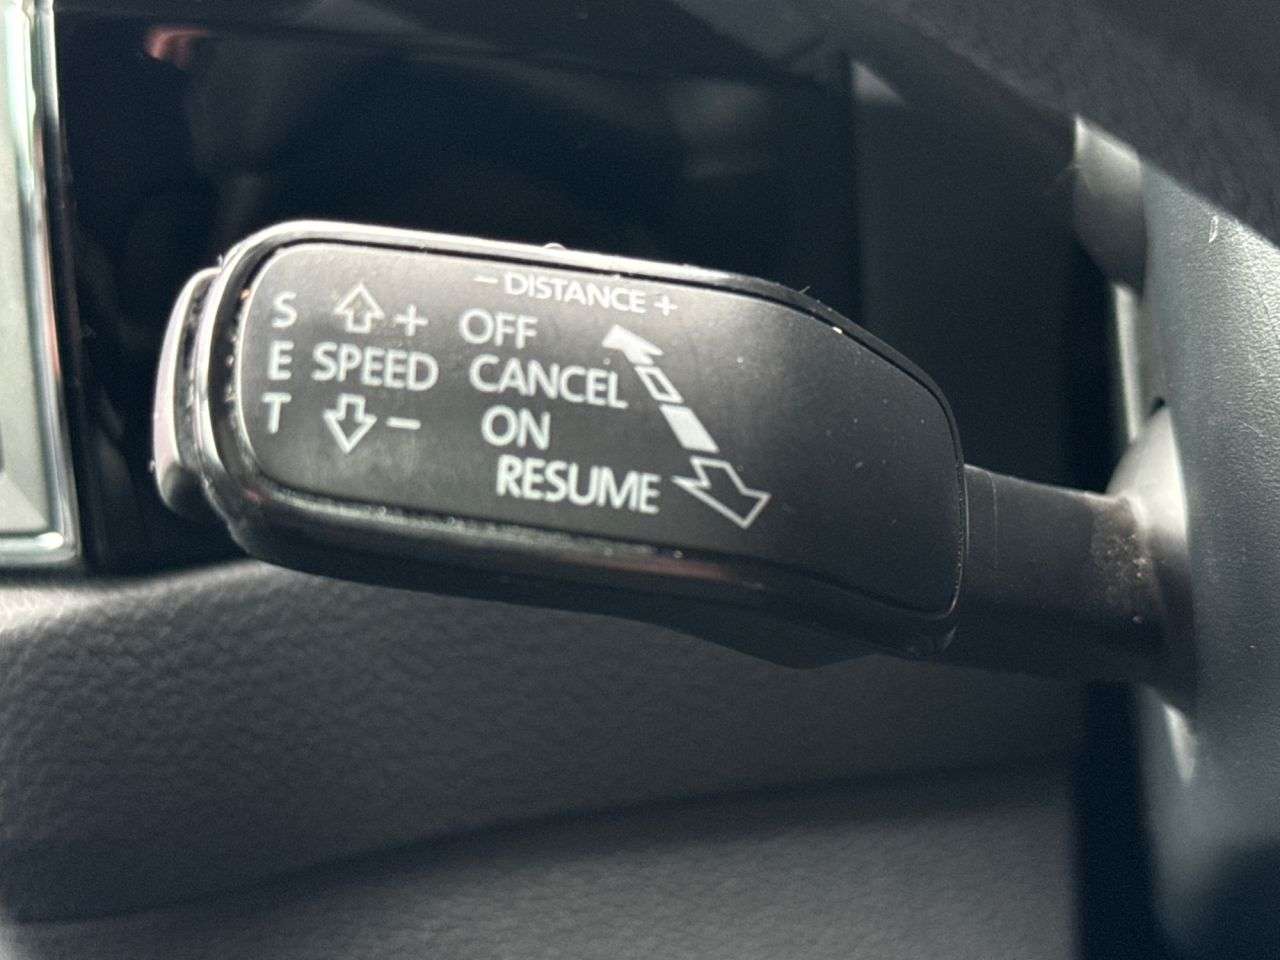 − DISTANCE +
S + OFF
E SPEED CANCEL
T − ON
RESUME